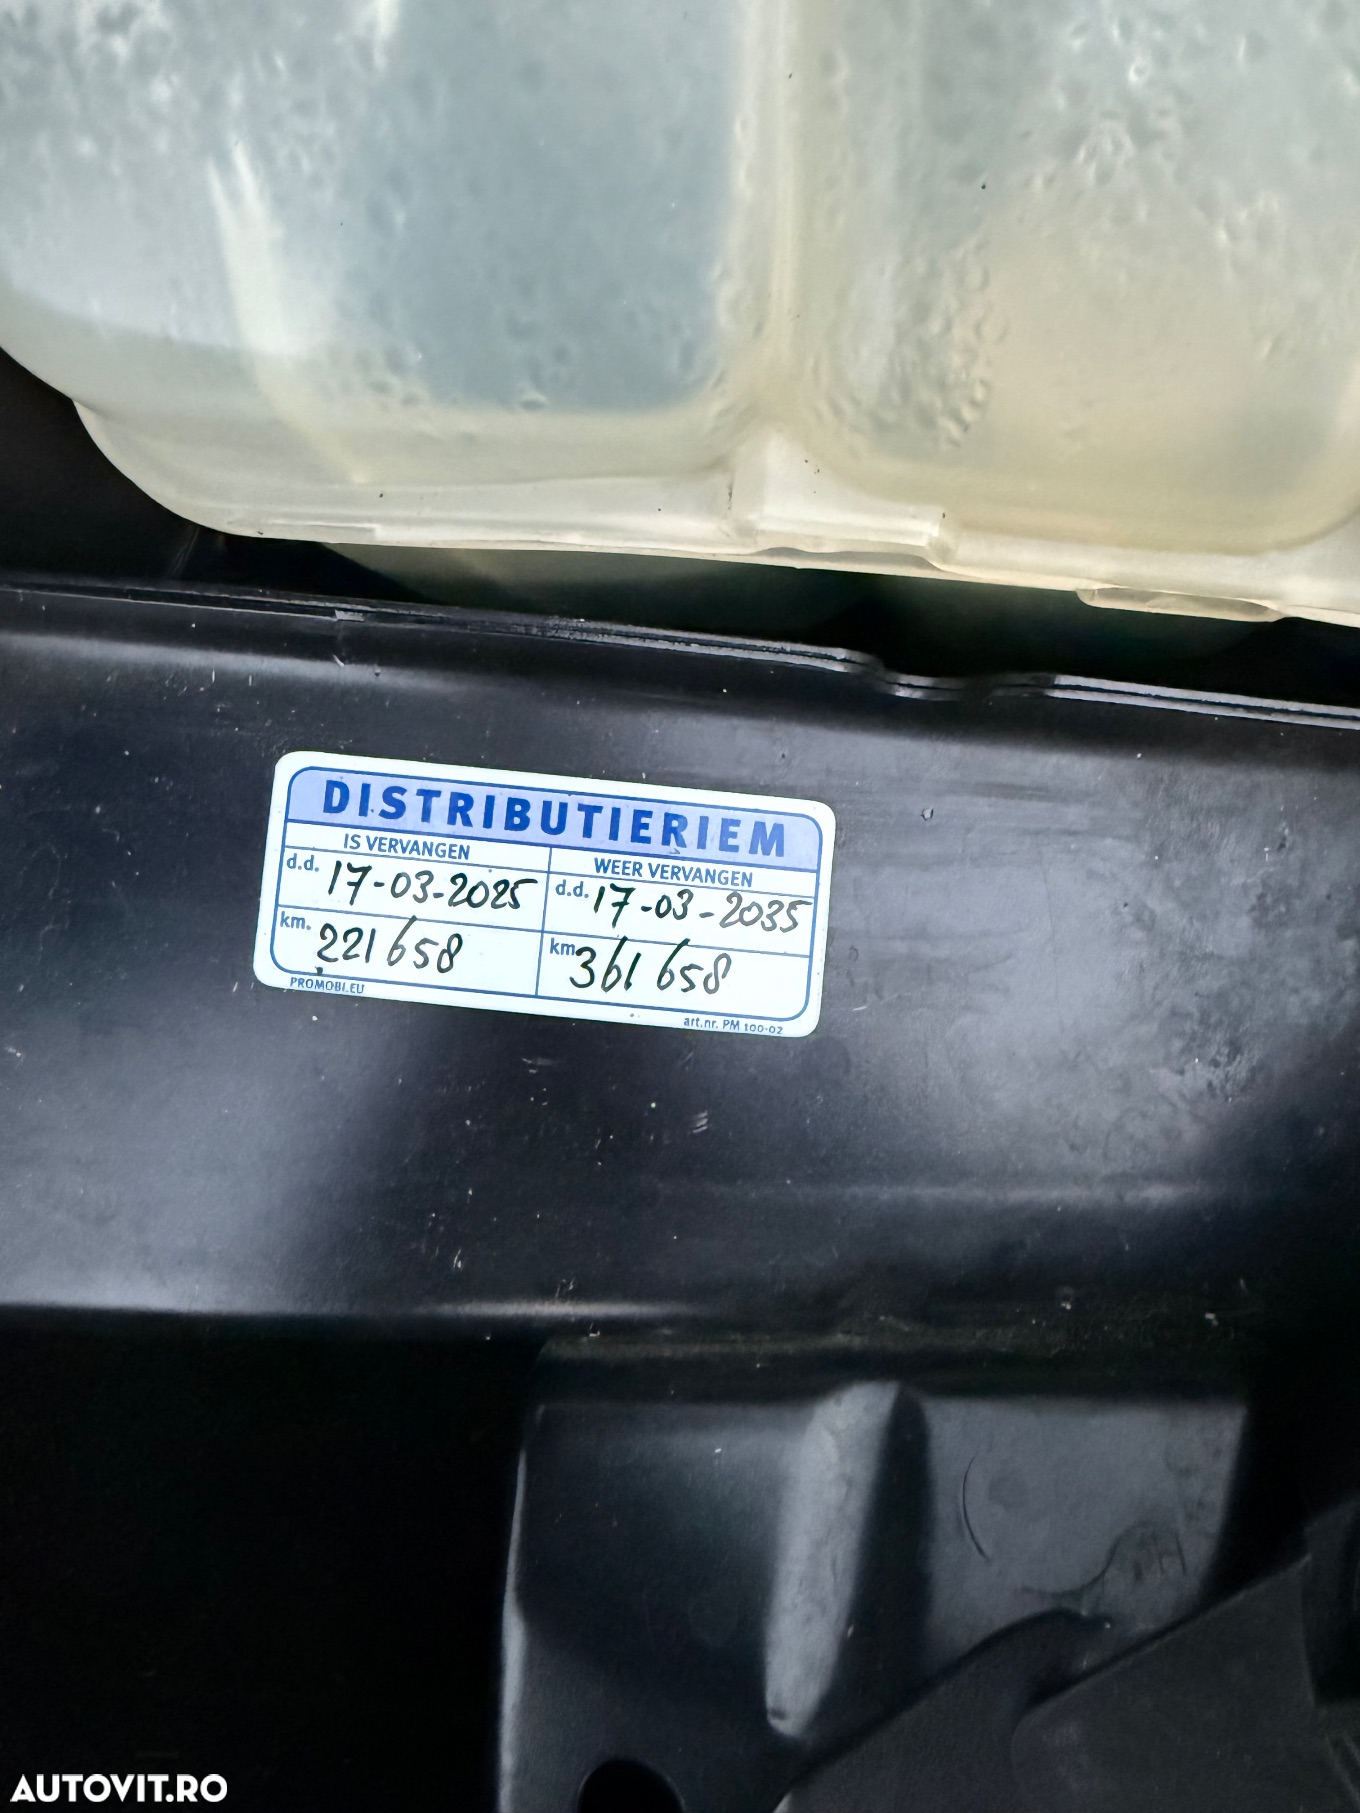 DISTRIBUTIERIEM
IS VERVANGEN
WEER VERVANGEN
d.d. 17-03-2025
d.d. 17-03-2035
km. 221658
km. 361658
PROMOBI.EU
art.nr. PM 100-02
AUTOVIT.RO